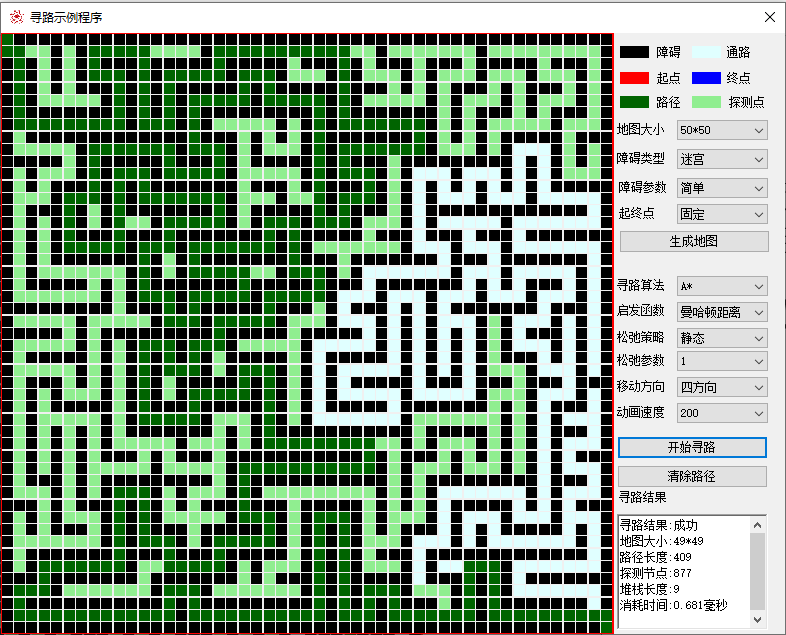 寻路示例程序
障碍 通路
起点 终点
路径 探测点
地图大小 50*50
障碍类型 迷宫
障碍参数 简单
起终点 固定
生成地图
寻路算法 A*
启发函数 曼哈顿距离
松弛策略 静态
松弛参数 1
移动方向 四方向
动画速度 200
开始寻路
清除路径
寻路结果
寻路结果:成功
地图大小:49*49
路径长度:409
探测节点:877
堆栈长度:9
消耗时间:0.681毫秒